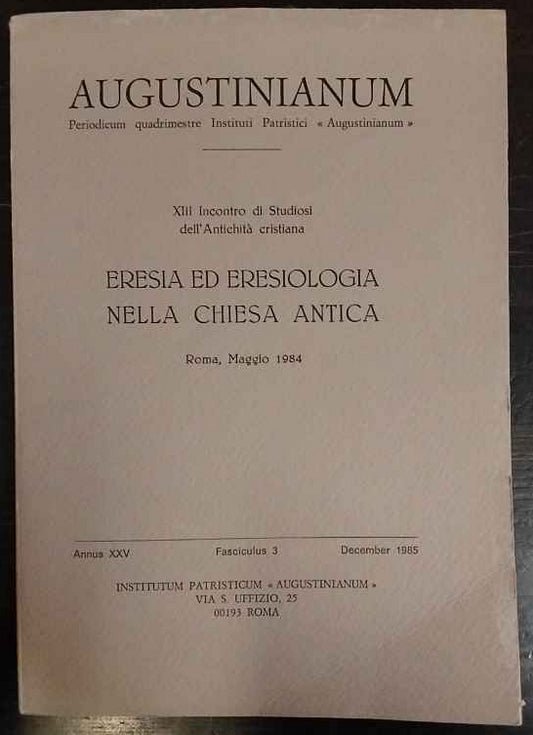 AUGUSTINIANUM
Periodicum quadrimestre Instituti Patristici « Augustinianum »
XIII Incontro di Studiosi
dell'Antichità cristiana
ERESIA ED ERESIOLOGIA
NELLA CHIESA ANTICA
Roma, Maggio 1984
Annus XXV Fasciculus 3 December 1985
INSTITUTUM PATRISTICUM « AUGUSTINIANUM »
VIA S. UFFIZIO, 25
00193 ROMA